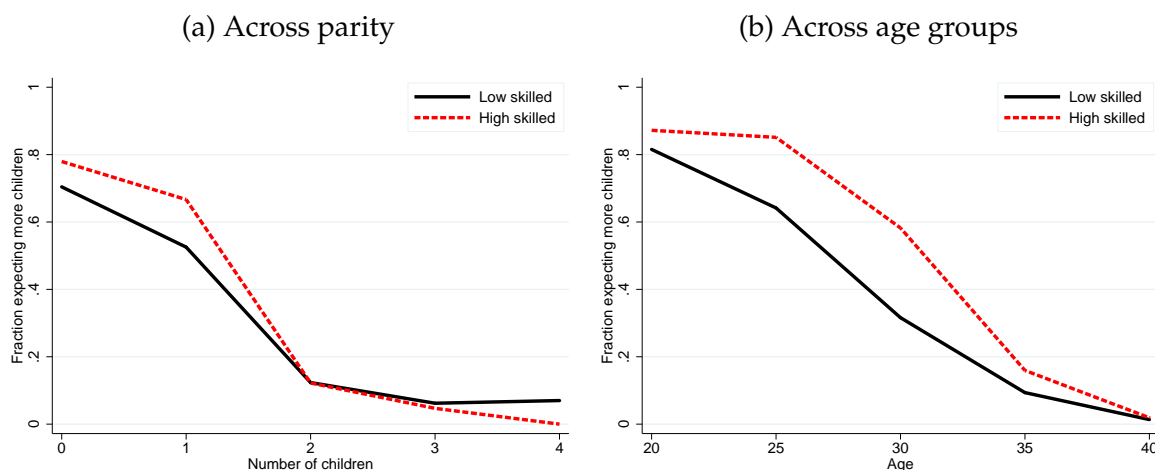 (a) Across parity
Fraction expecting more children
0 .2 .4 .6 .8 1
Low skilled
High skilled
0 1 2 3 4
Number of children
(b) Across age groups
Fraction expecting more children
0 .2 .4 .6 .8 1
Low skilled
High skilled
20 25 30 35 40
Age